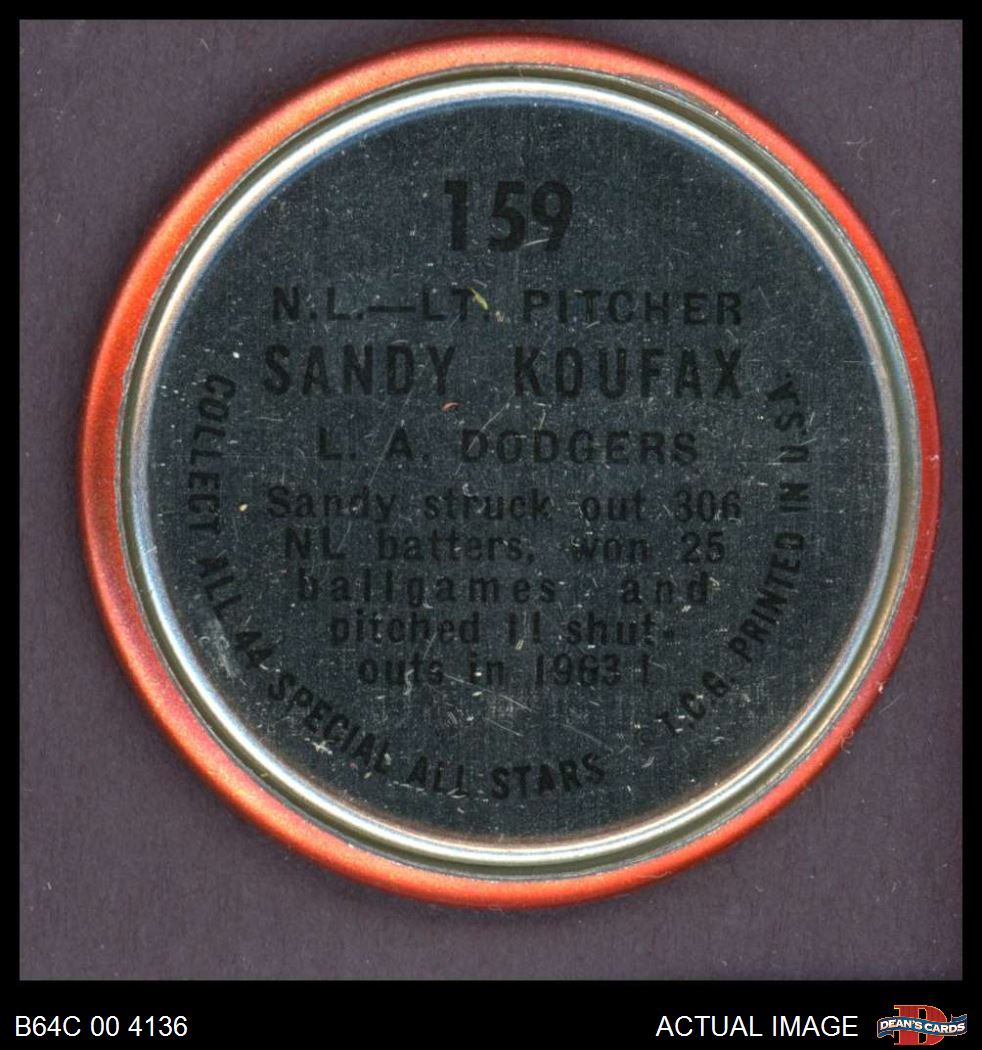 159
N.L.—LT. PITCHER
SANDY KOUFAX
L. A. DODGERS
Sandy struck out 306
NL batters, won 25
ballgames and
pitched 11 shut-
outs in 1963!
COLLECT ALL 44 SPECIAL ALL STARS
T.C.G. PRINTED IN U.S.A.
B64C 00 4136
ACTUAL IMAGE
D
DEAN'S CARDS